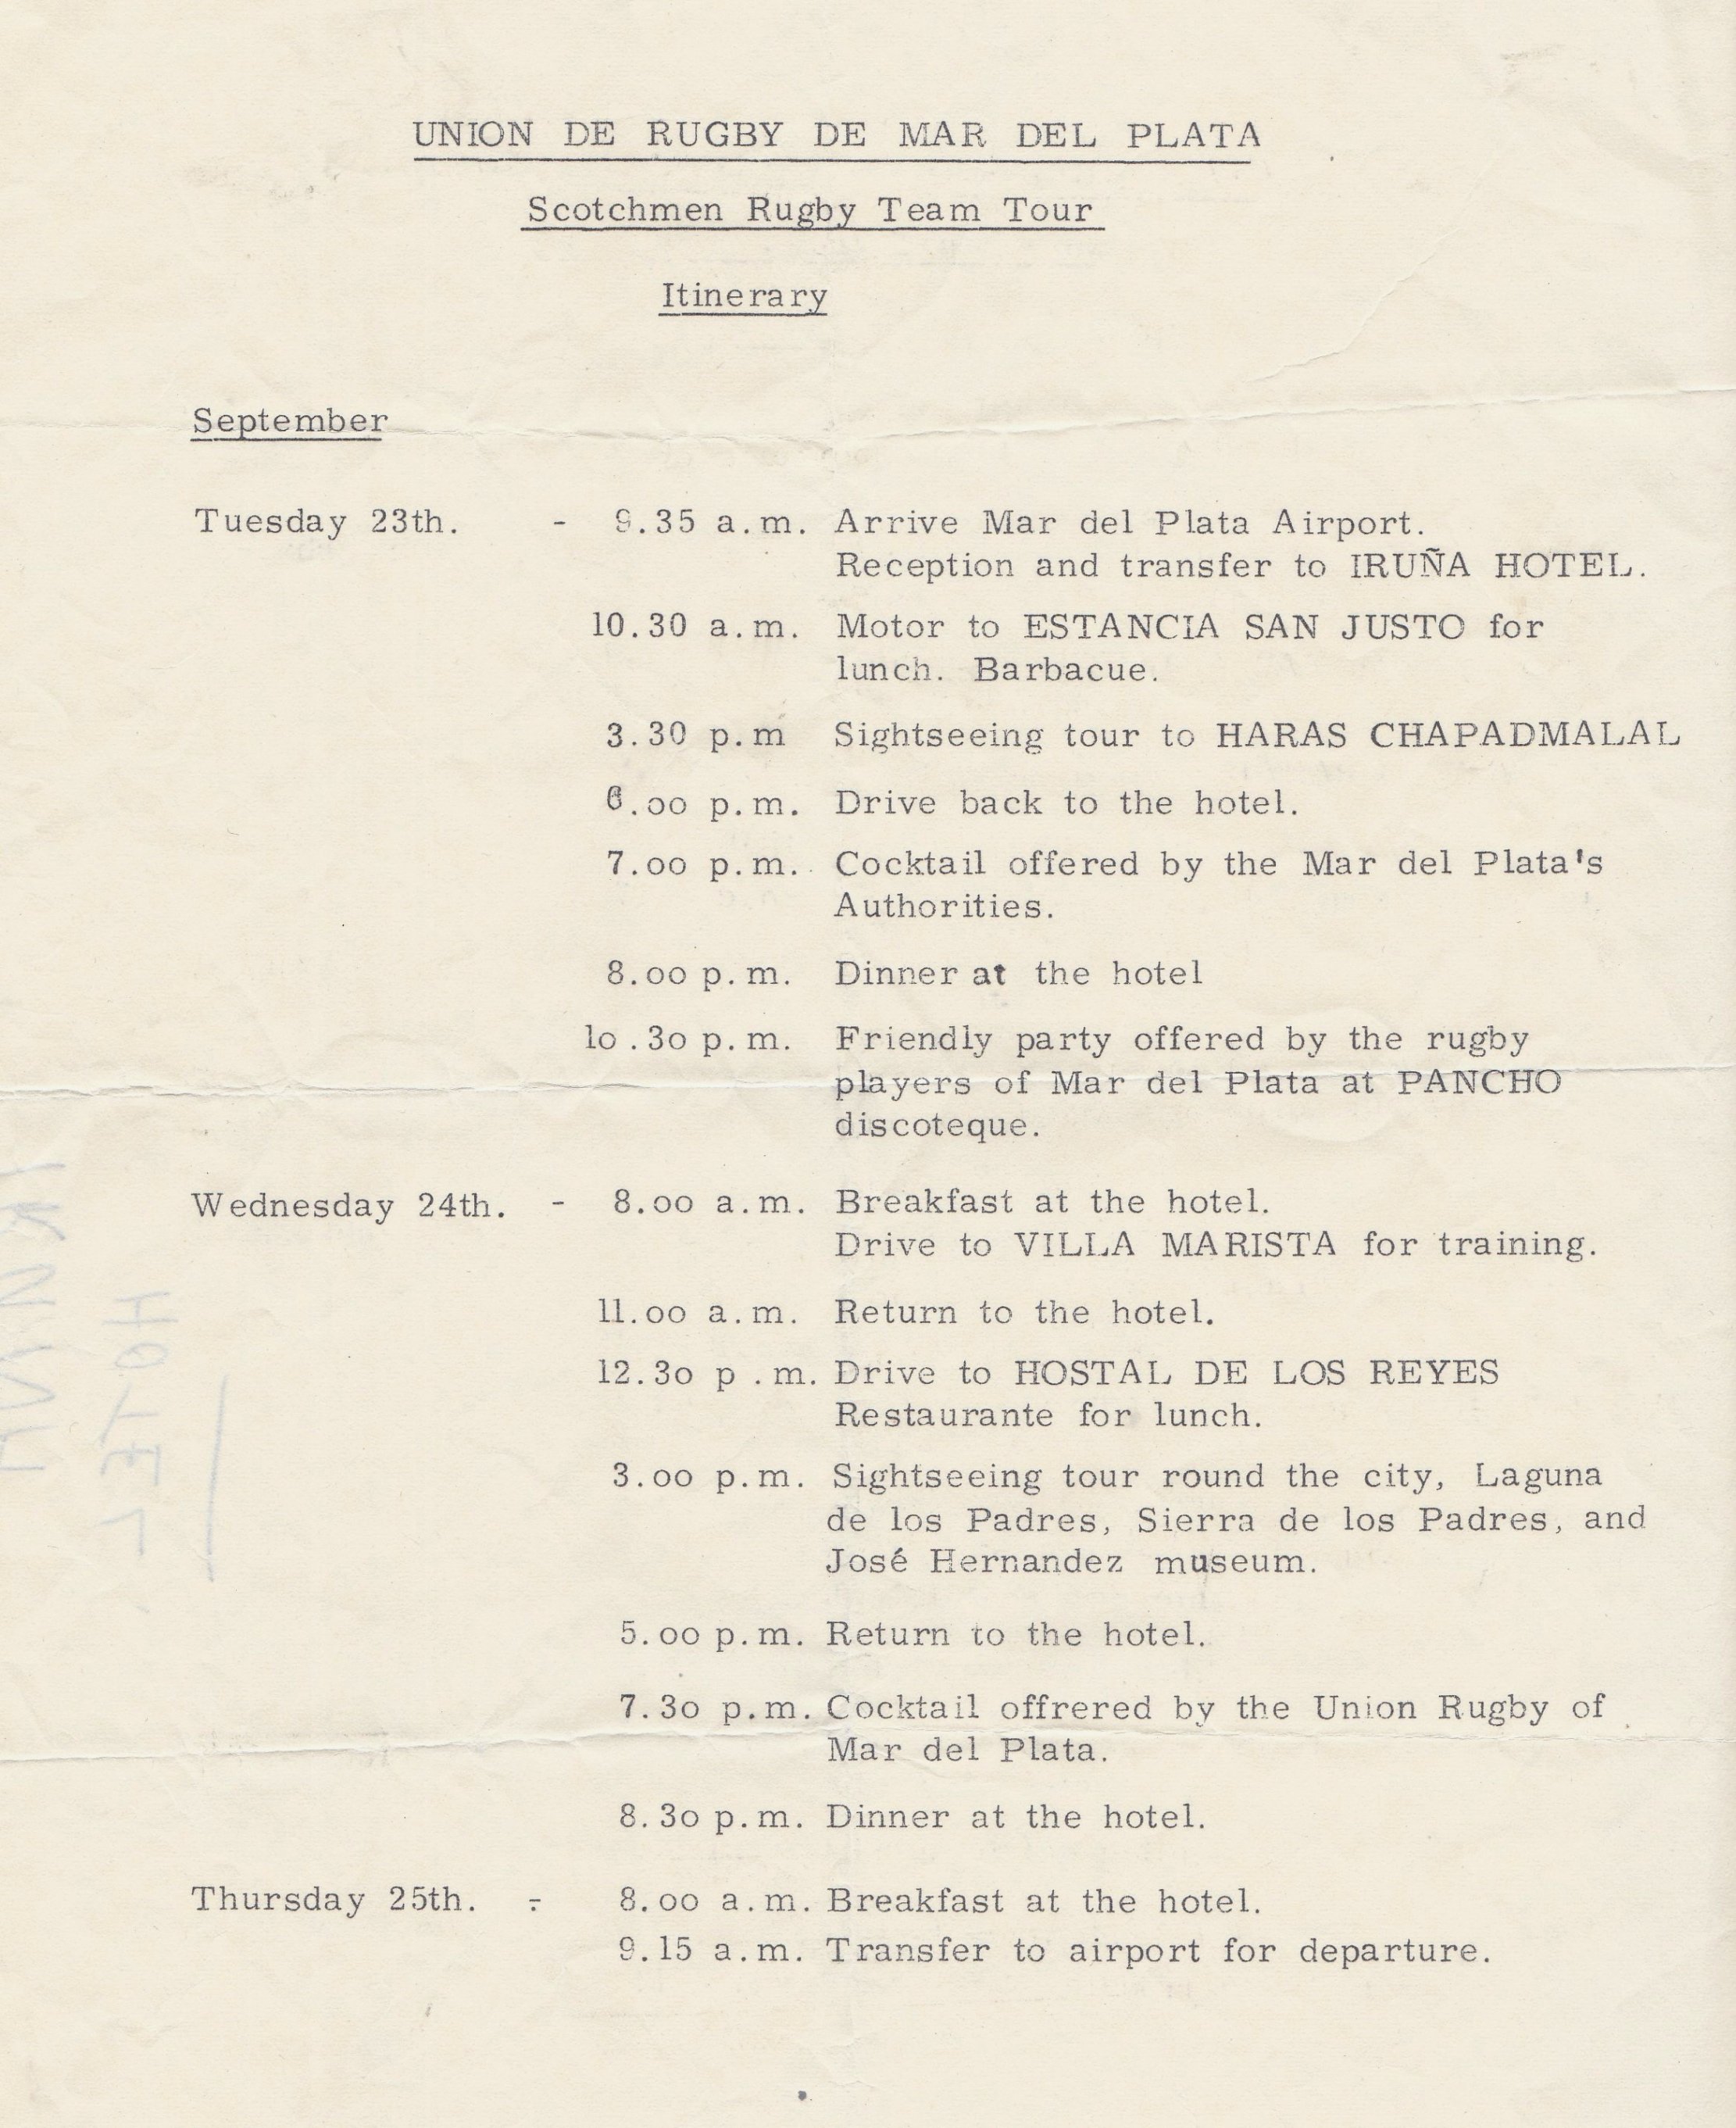 UNION DE RUGBY DE MAR DEL PLATA
Scotchmen Rugby Team Tour
Itinerary
September
Tuesday 23th. - 9.35 a.m. Arrive Mar del Plata Airport.
Reception and transfer to IRUÑA HOTEL.
10.30 a.m. Motor to ESTANCIA SAN JUSTO for
lunch. Barbacue.
3.30 p.m Sightseeing tour to HARAS CHAPADMALAL
6.oo p.m. Drive back to the hotel.
7.oo p.m. Cocktail offered by the Mar del Plata's
Authorities.
8.oo p.m. Dinner at the hotel
lo.3o p.m. Friendly party offered by the rugby
players of Mar del Plata at PANCHO
discoteque.
Wednesday 24th. - 8.oo a.m. Breakfast at the hotel.
Drive to VILLA MARISTA for training.
11.oo a.m. Return to the hotel.
12.3o p.m. Drive to HOSTAL DE LOS REYES
Restaurante for lunch.
3.oo p.m. Sightseeing tour round the city, Laguna
de los Padres, Sierra de los Padres, and
José Hernandez museum.
5.oo p.m. Return to the hotel.
7.3o p.m. Cocktail offrered by the Union Rugby of
Mar del Plata.
8.3o p.m. Dinner at the hotel.
Thursday 25th. - 8.oo a.m. Breakfast at the hotel.
9.15 a.m. Transfer to airport for departure.
HOTEL